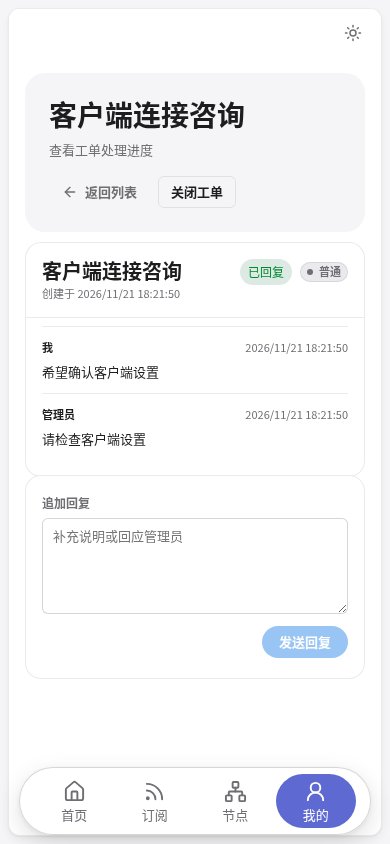 客户端连接咨询
查看工单处理进度
返回列表
关闭工单
客户端连接咨询
已回复
普通
创建于 2026/11/21 18:21:50
我
2026/11/21 18:21:50
希望确认客户端设置
管理员
2026/11/21 18:21:50
请检查客户端设置
追加回复
补充说明或回应管理员
发送回复
首页
订阅
节点
我的